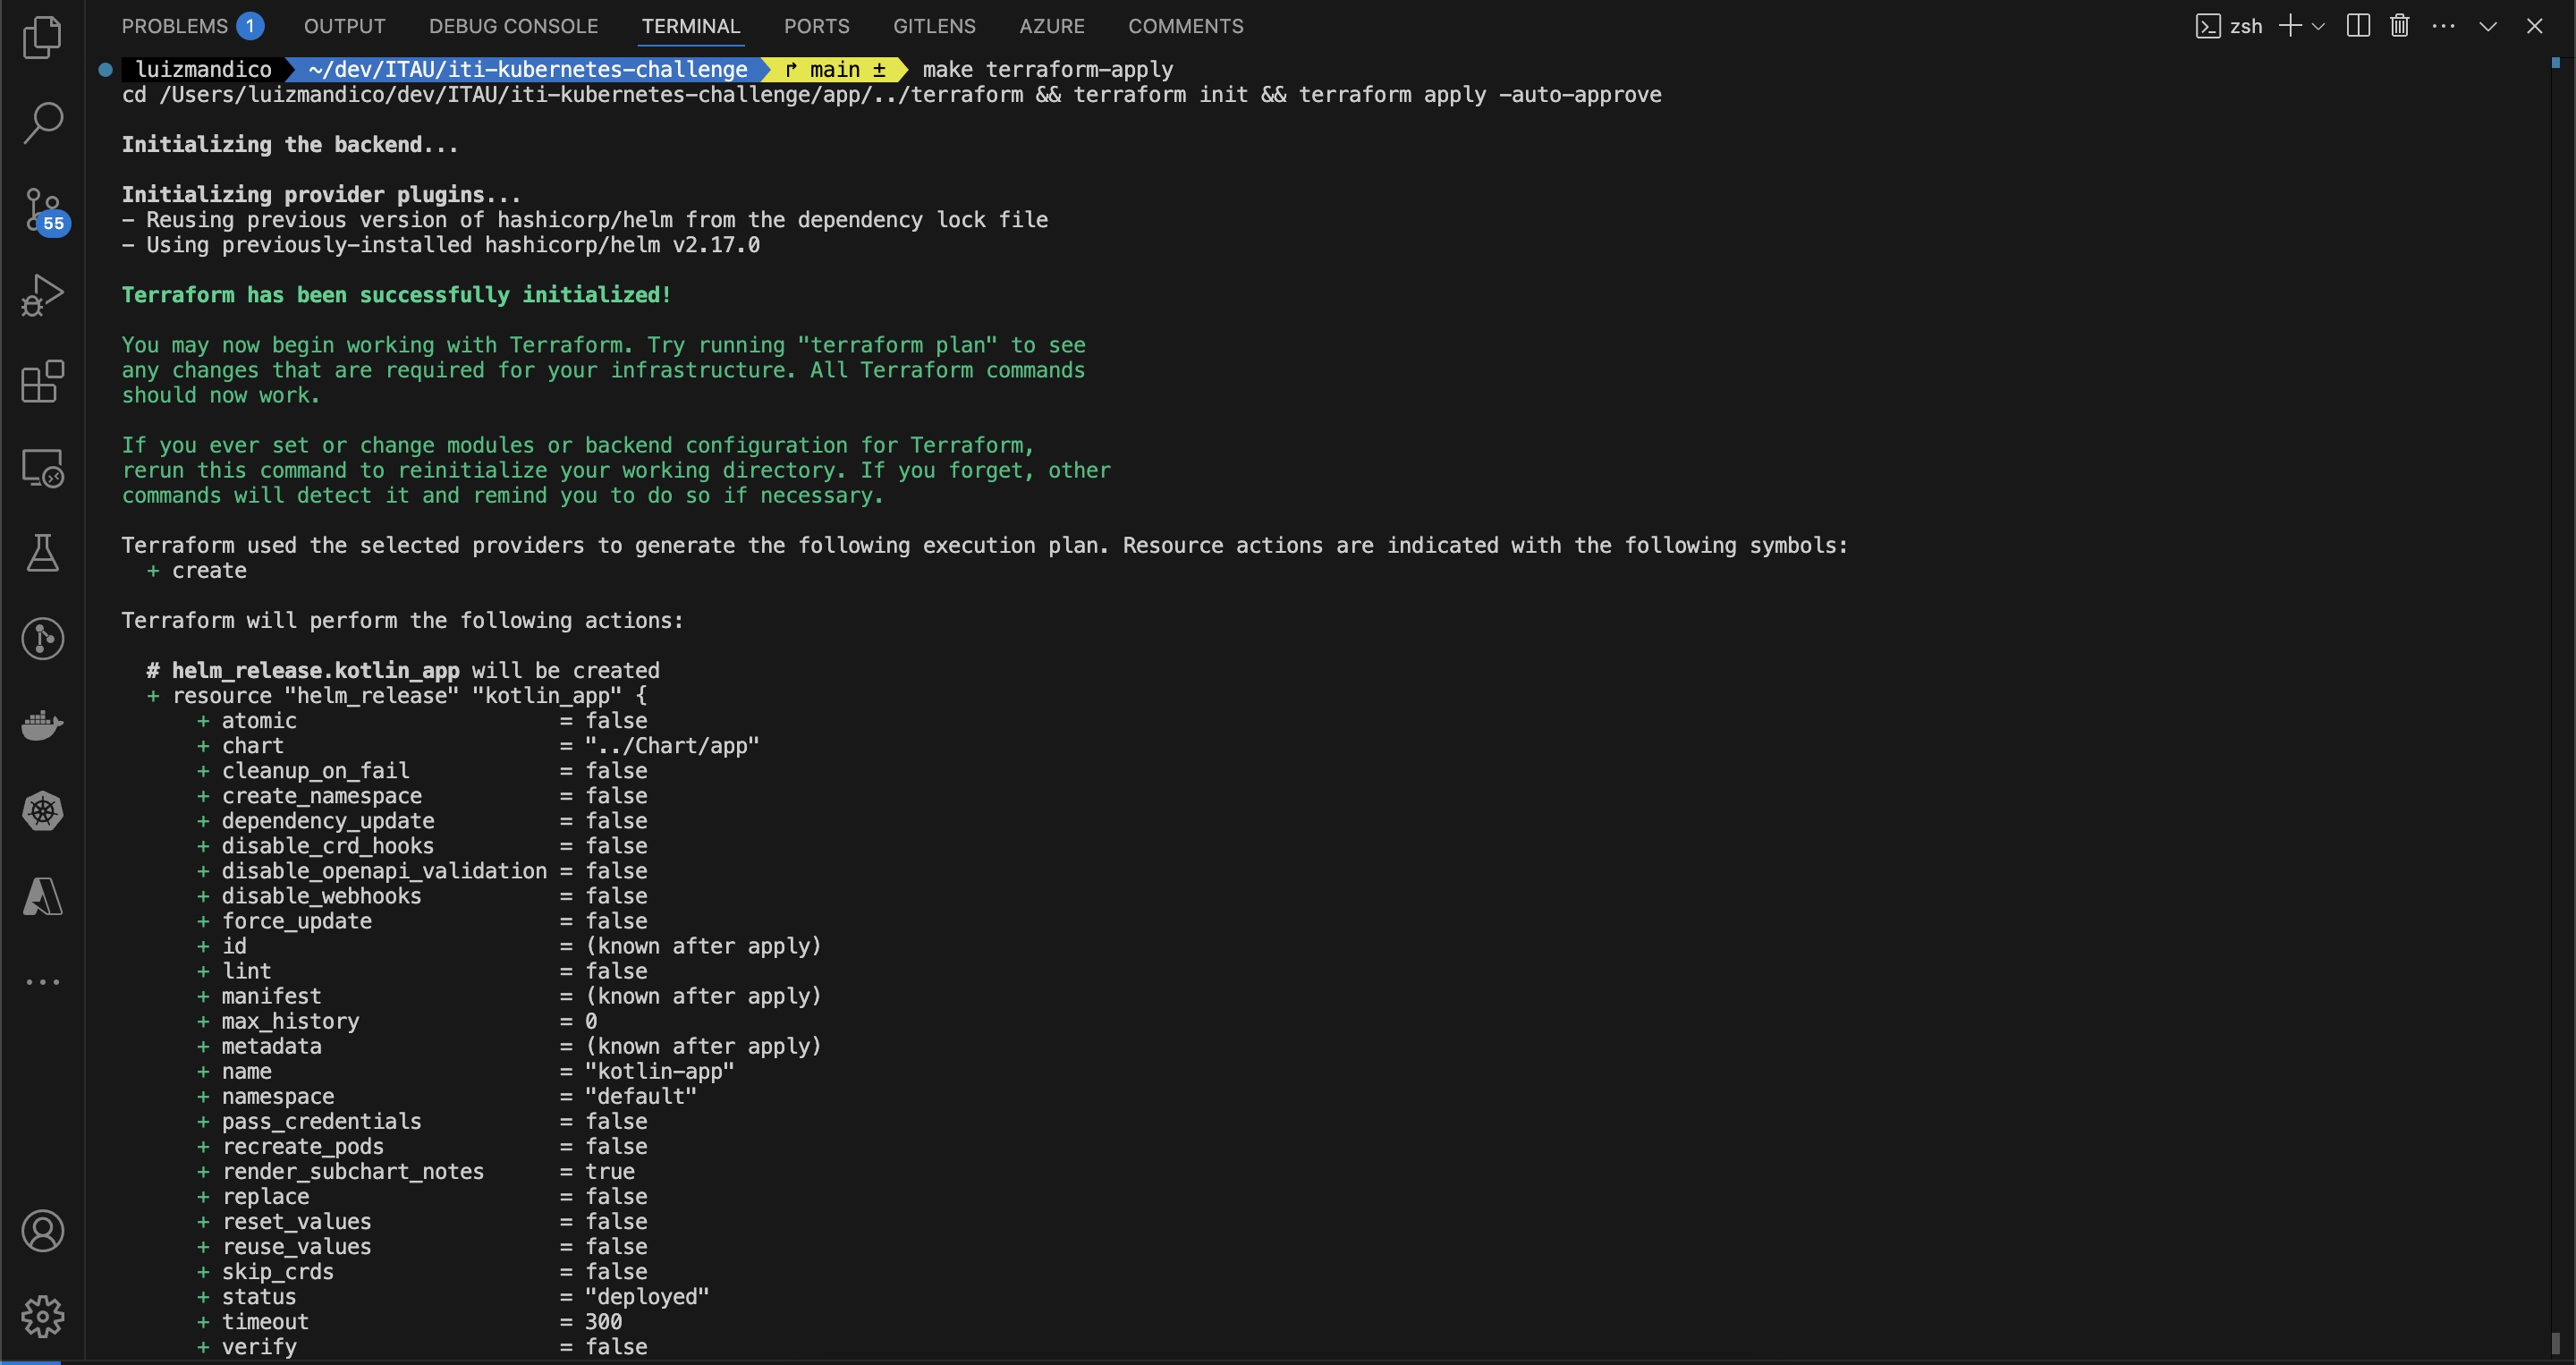 PROBLEMS 1 OUTPUT DEBUG CONSOLE TERMINAL PORTS GITLENS AZURE COMMENTS zsh
luizmandico ~/dev/ITAU/iti-kubernetes-challenge main ± make terraform-apply
cd /Users/luizmandico/dev/ITAU/iti-kubernetes-challenge/app/../terraform && terraform init && terraform apply -auto-approve
Initializing the backend...
Initializing provider plugins...
- Reusing previous version of hashicorp/helm from the dependency lock file
- Using previously-installed hashicorp/helm v2.17.0
55
Terraform has been successfully initialized!
You may now begin working with Terraform. Try running "terraform plan" to see
any changes that are required for your infrastructure. All Terraform commands
should now work.
If you ever set or change modules or backend configuration for Terraform,
rerun this command to reinitialize your working directory. If you forget, other
commands will detect it and remind you to do so if necessary.
Terraform used the selected providers to generate the following execution plan. Resource actions are indicated with the following symbols:
+ create
Terraform will perform the following actions:
# helm_release.kotlin_app will be created
+ resource "helm_release" "kotlin_app" {
+ atomic = false
+ chart = "../Chart/app"
+ cleanup_on_fail = false
+ create_namespace = false
+ dependency_update = false
+ disable_crd_hooks = false
+ disable_openapi_validation = false
+ disable_webhooks = false
+ force_update = false
+ id = (known after apply)
+ lint = false
+ manifest = (known after apply)
+ max_history = 0
+ metadata = (known after apply)
+ name = "kotlin-app"
+ namespace = "default"
+ pass_credentials = false
+ recreate_pods = false
+ render_subchart_notes = true
+ replace = false
+ reset_values = false
+ reuse_values = false
+ skip_crds = false
+ status = "deployed"
+ timeout = 300
+ verify = false